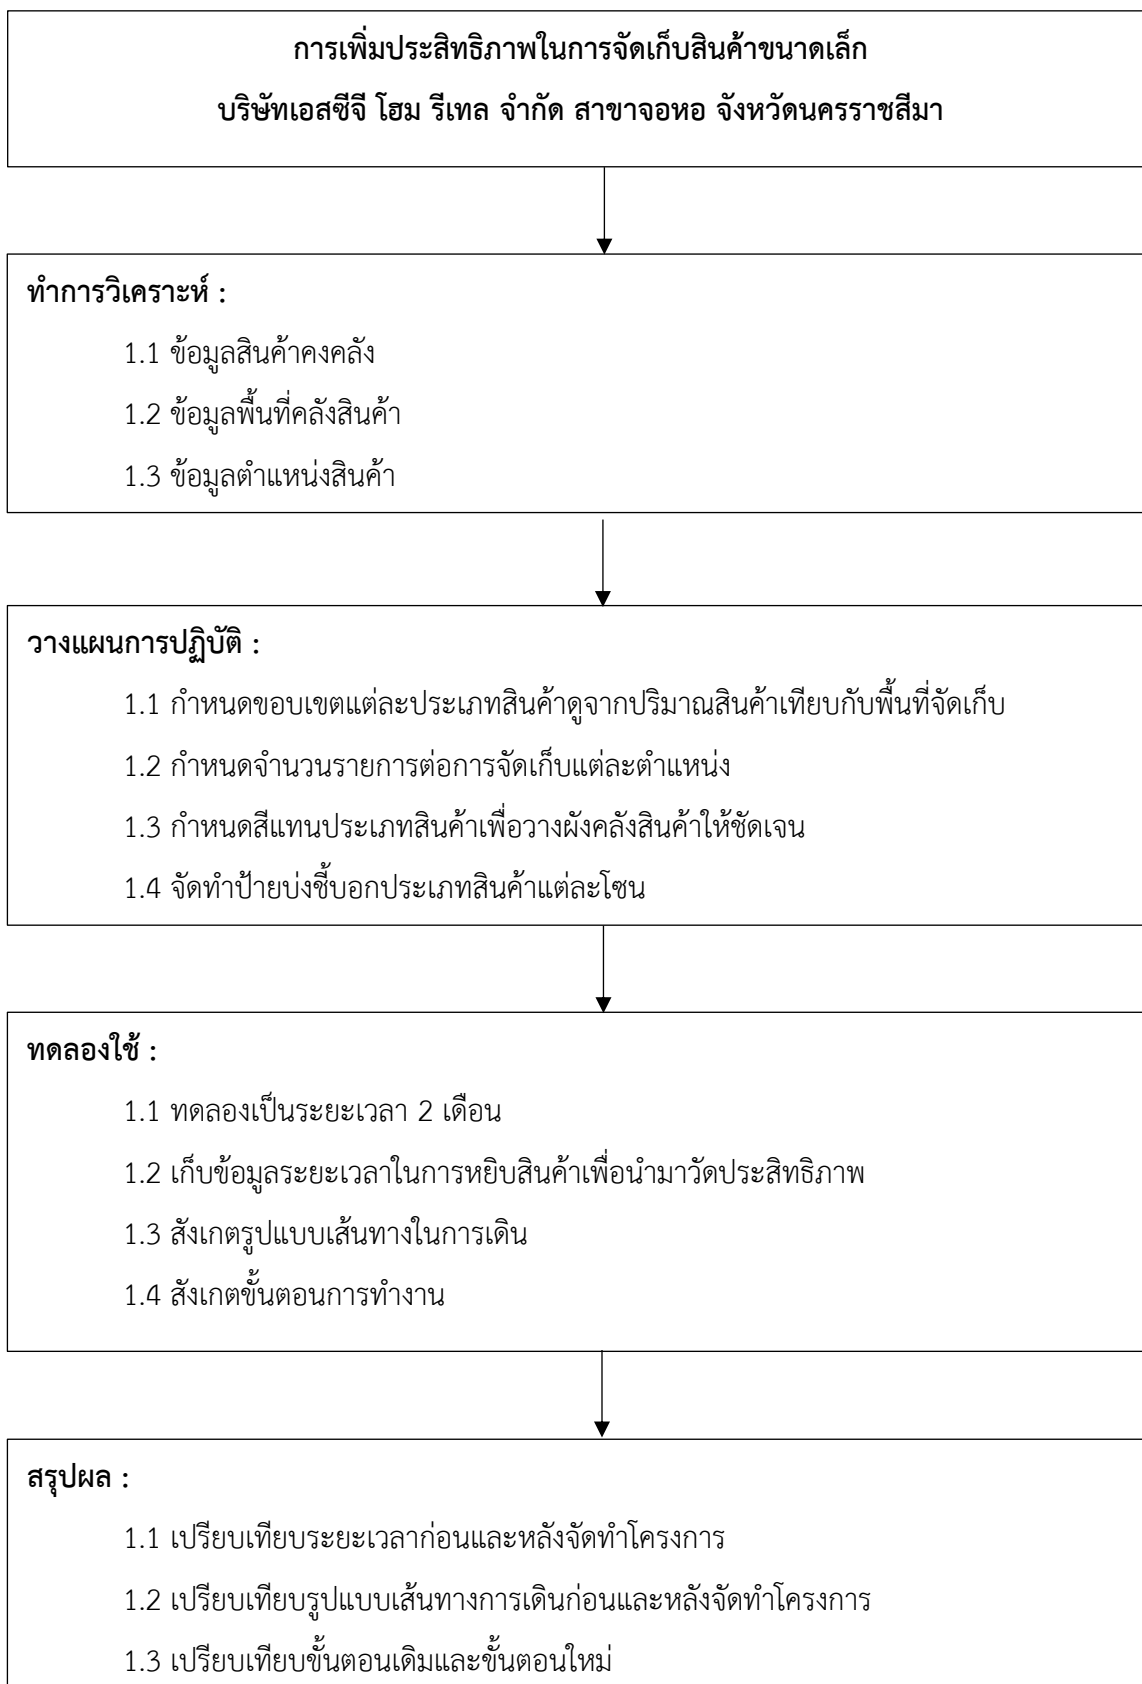 การเพิ่มประสิทธิภาพในการจัดเก็บสินค้าขนาดเล็ก
บริษัทเอสซีจี โฮม รีเทล จำกัด สาขาจอหอ จังหวัดนครราชสีมา
ทำการวิเคราะห์ :
1.1 ข้อมูลสินค้าคงคลัง
1.2 ข้อมูลพื้นที่คลังสินค้า
1.3 ข้อมูลตำแหน่งสินค้า
วางแผนการปฏิบัติ :
1.1 กำหนดขอบเขตแต่ละประเภทสินค้าดูจากปริมาณสินค้าเทียบกับพื้นที่จัดเก็บ
1.2 กำหนดจำนวนรายการต่อการจัดเก็บแต่ละตำแหน่ง
1.3 กำหนดสีแทนประเภทสินค้าเพื่อวางผังคลังสินค้าให้ชัดเจน
1.4 จัดทำป้ายบ่งชี้บอกประเภทสินค้าแต่ละโซน
ทดลองใช้ :
1.1 ทดลองเป็นระยะเวลา 2 เดือน
1.2 เก็บข้อมูลระยะเวลาในการหยิบสินค้าเพื่อนำมาวัดประสิทธิภาพ
1.3 สังเกตรูปแบบเส้นทางในการเดิน
1.4 สังเกตขั้นตอนการทำงาน
สรุปผล :
1.1 เปรียบเทียบระยะเวลาก่อนและหลังจัดทำโครงการ
1.2 เปรียบเทียบรูปแบบเส้นทางการเดินก่อนและหลังจัดทำโครงการ
1.3 เปรียบเทียบขั้นตอนเดิมและขั้นตอนใหม่